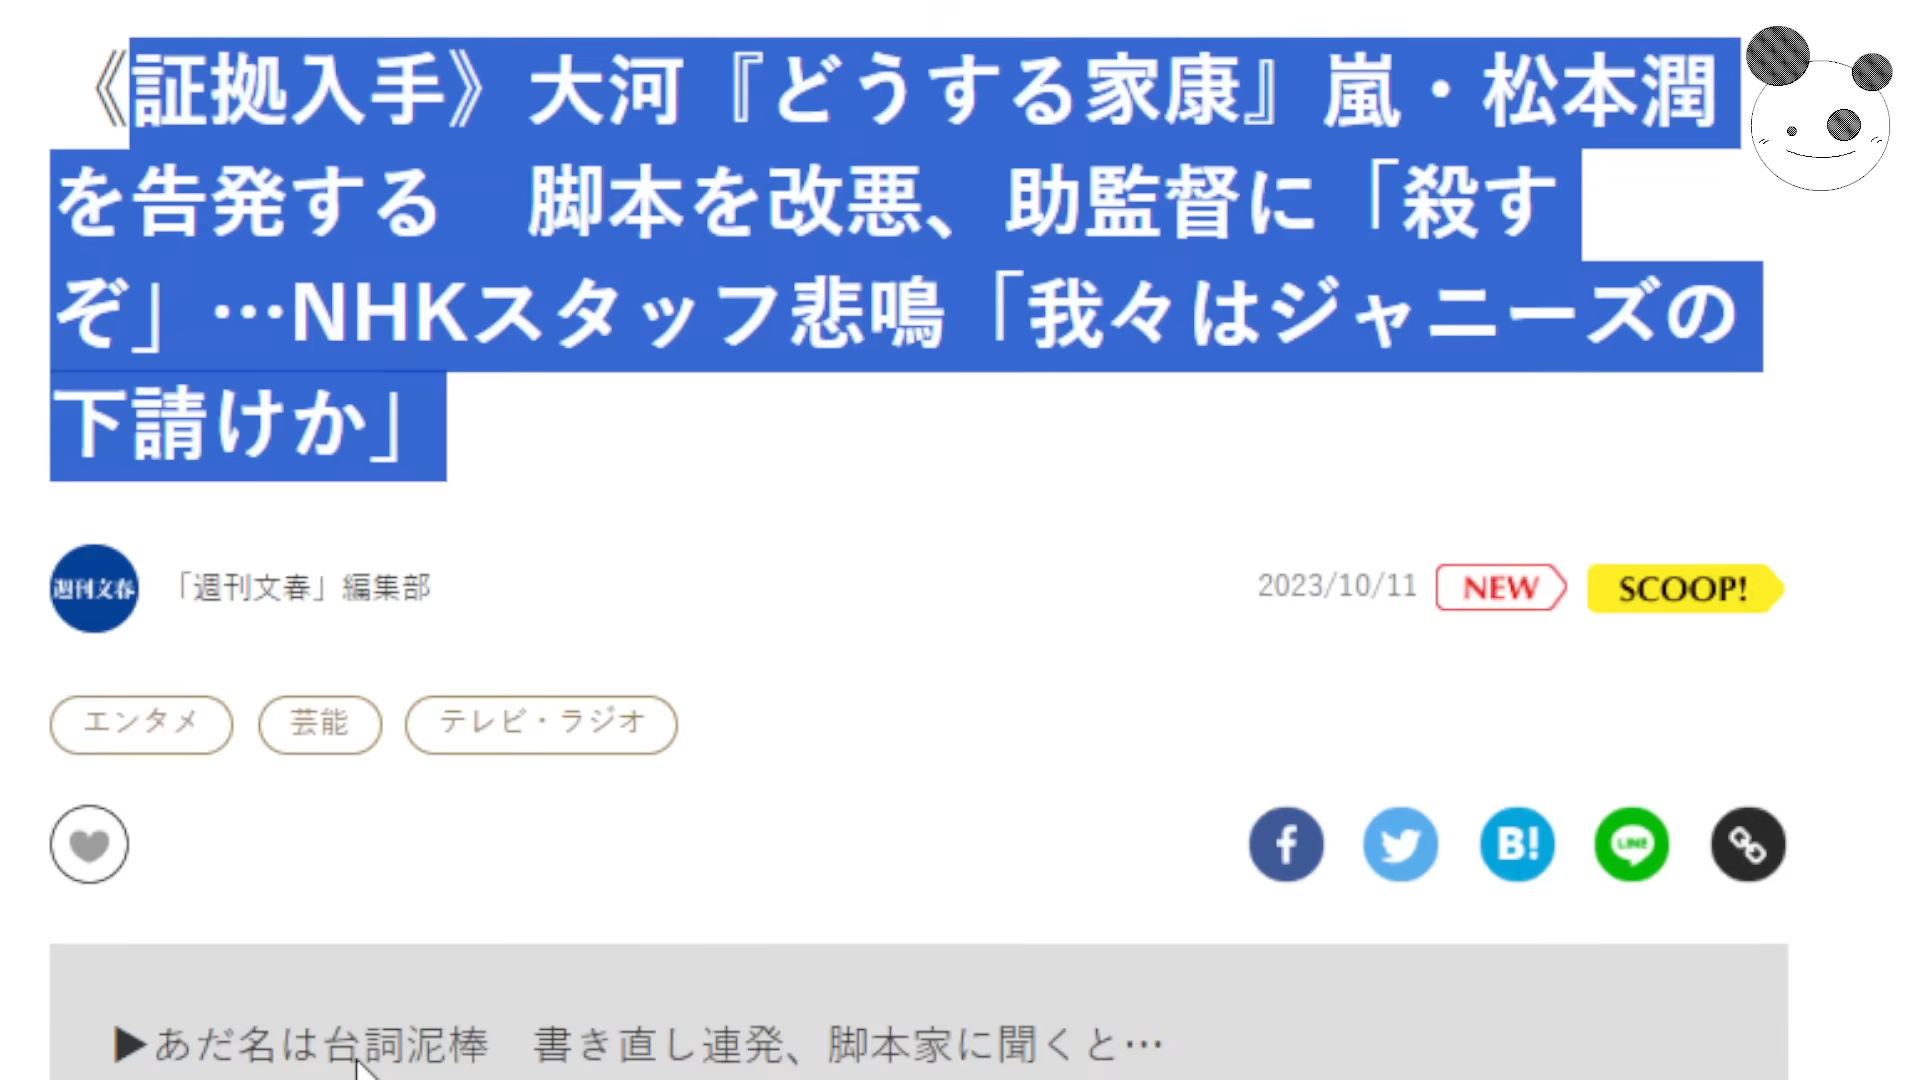 《証拠入手》大河『どうする家康』嵐・松本潤
を告発する　脚本を改悪、助監督に「殺す
ぞ」…NHKスタッフ悲鳴「我々はジャニーズの
下請けか」
週刊文春
「週刊文春」編集部
2023/10/11 NEW SCOOP!
エンタメ 芸能 テレビ・ラジオ
f B! LINE
▶あだ名は台詞泥棒　書き直し連発、脚本家に聞くと…